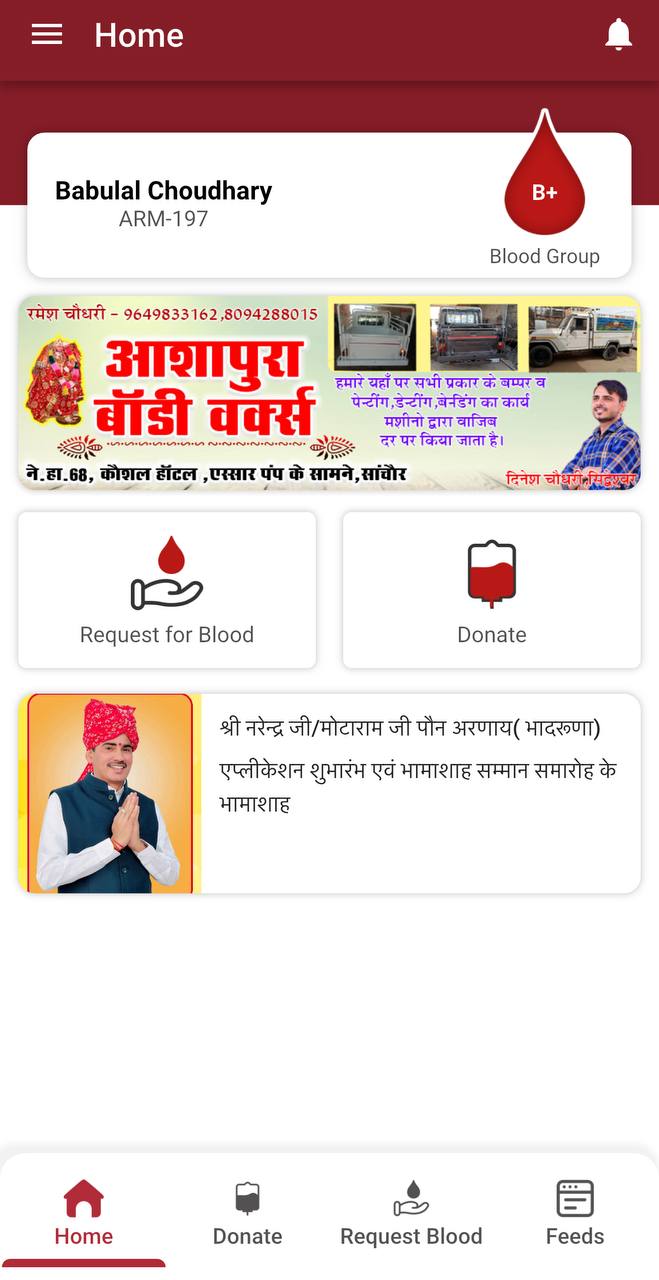 Home
Babulal Choudhary
ARM-197
B+
Blood Group
रमेश चौधरी - 9649833162,8094288015
आशापुरा
बॉडी वर्क्स
हमारे यहाँ पर सभी प्रकार के बम्पर व
पेन्टींग,डेन्टींग,बेन्डिंग का कार्य
मशीनो द्वारा वाजिब
दर पर किया जाता है।
ने.हा.68, कौशल हॉटल ,एस्सार पंप के सामने,सांचौर
दिनेश चौधरी,सिद्वेश्वर
Request for Blood
Donate
श्री नरेन्द्र जी/मोटाराम जी पौन अरणाय( भादरूणा)
एप्लीकेशन शुभारंभ एवं भामाशाह सम्मान समारोह के
भामाशाह
Home
Donate
Request Blood
Feeds